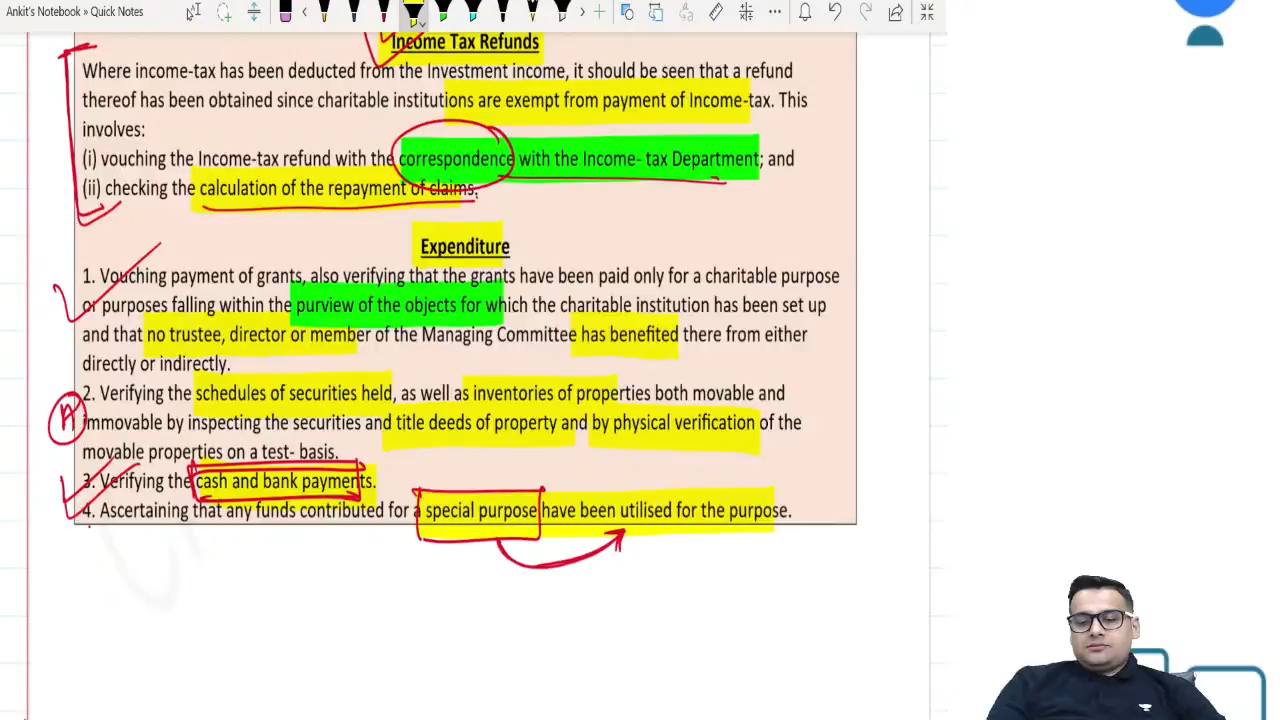 Ankit's Notebook » Quick Notes
Income Tax Refunds
Where income-tax has been deducted from the Investment income, it should be seen that a refund
thereof has been obtained since charitable institutions are exempt from payment of Income-tax. This
involves:
(i) vouching the Income-tax refund with the correspondence with the Income- tax Department; and
(ii) checking the calculation of the repayment of claims.
Expenditure
1. Vouching payment of grants, also verifying that the grants have been paid only for a charitable purpose
or purposes falling within the purview of the objects for which the charitable institution has been set up
and that no trustee, director or member of the Managing Committee has benefited there from either
directly or indirectly.
2. Verifying the schedules of securities held, as well as inventories of properties both movable and
A immovable by inspecting the securities and title deeds of property and by physical verification of the
movable properties on a test- basis.
3. Verifying the cash and bank payments.
4. Ascertaining that any funds contributed for a special purpose have been utilised for the purpose.